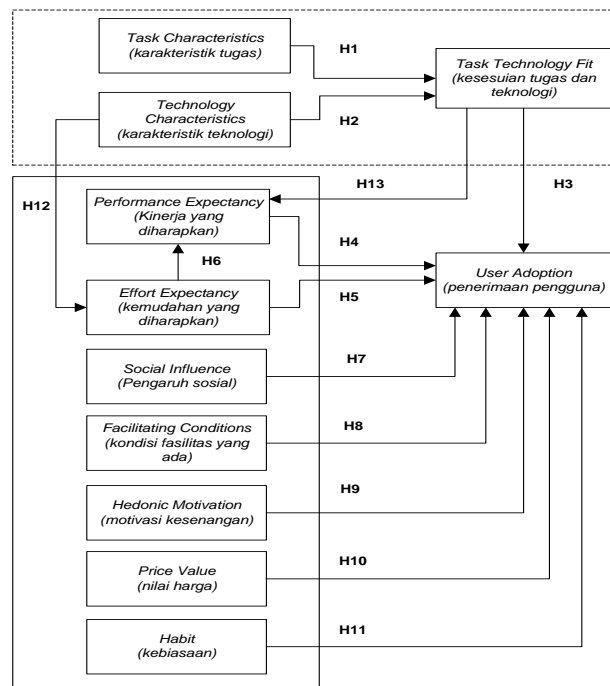 Task Characteristics
(karakteristik tugas)
H1
Task Technology Fit
(kesesuian tugas dan
teknologi)
Technology
Characteristics
(karakteristik teknologi)
H2
H13
H3
H12
Performance Expectancy
(Kinerja yang
diharapkan)
H4
H6
User Adoption
(penerimaan pengguna)
Effort Expectancy
(kemudahan yang
diharapkan)
H5
Social Influence
(Pengaruh sosial)
H7
Facilitating Conditions
(kondisi fasilitas yang
ada)
H8
Hedonic Motivation
(motivasi kesenangan)
H9
Price Value
(nilai harga)
H10
Habit
(kebiasaan)
H11